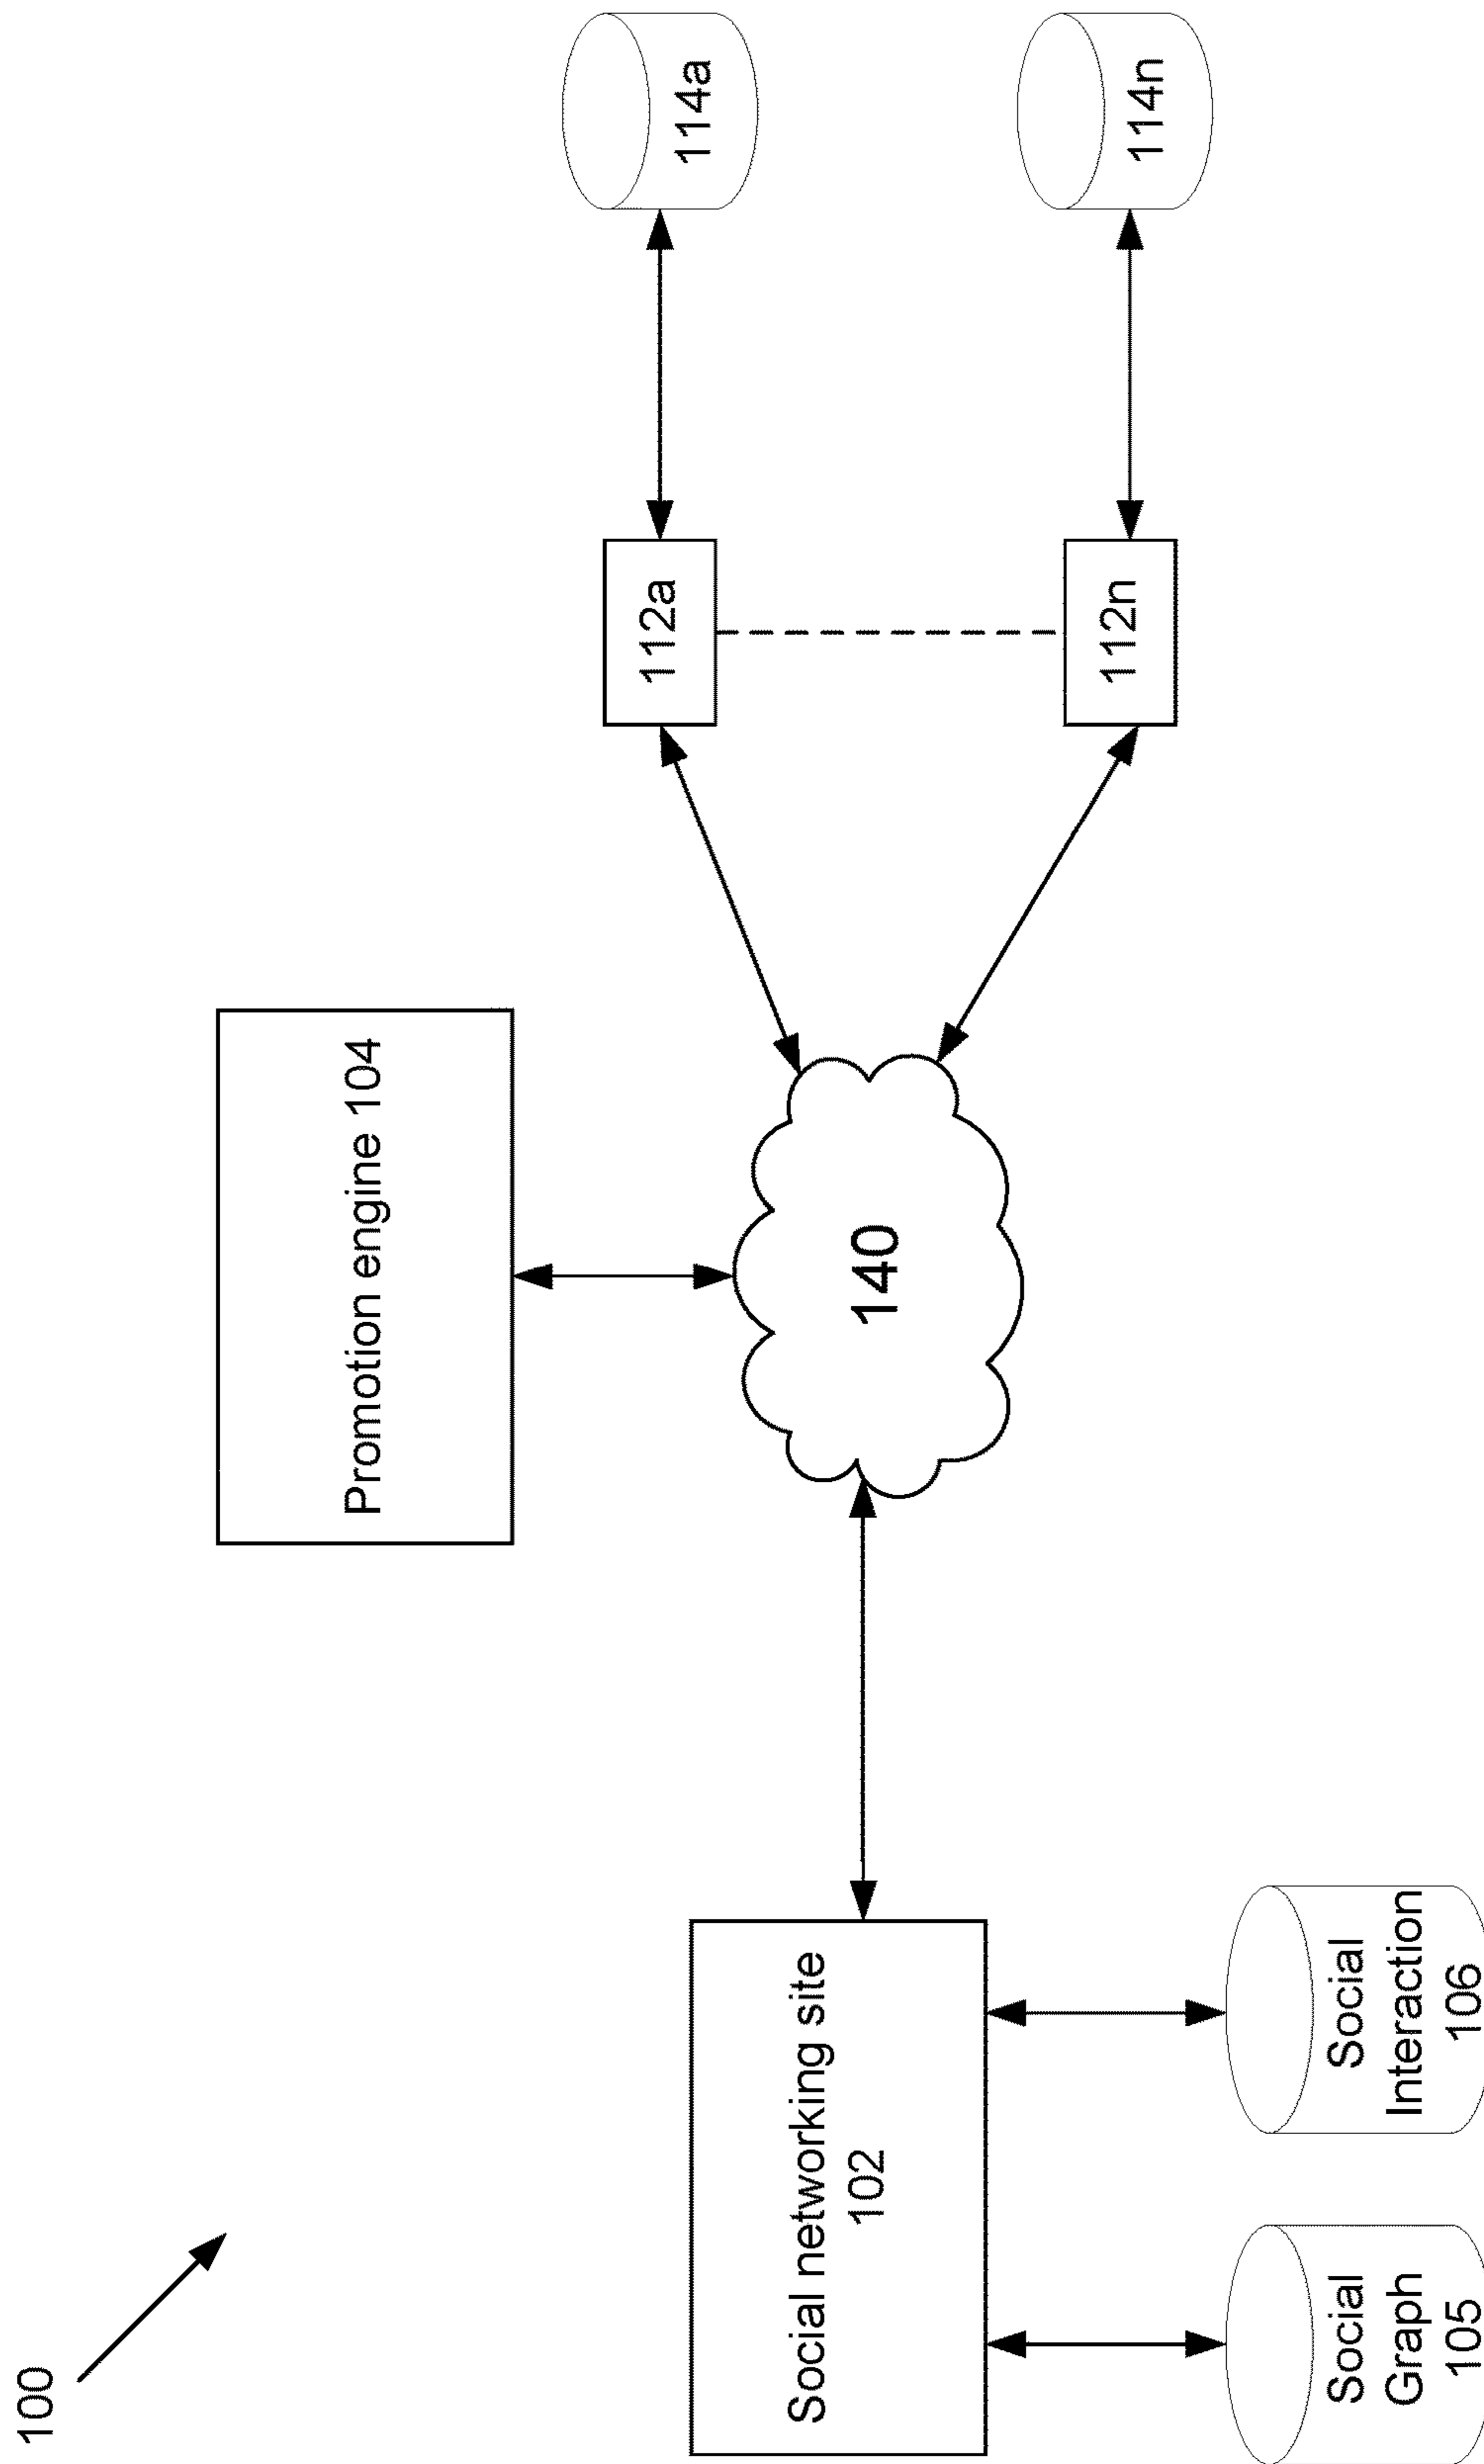 100
Promotion engine 104
Social networking site
102
140
112a
114a
112n
114n
Social
Graph
105
Social
Interaction
106